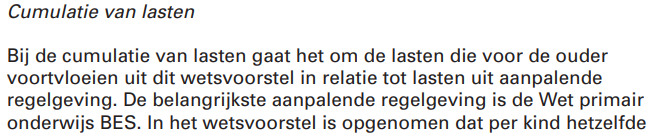 Cumulatie van lasten
Bij de cumulatie van lasten gaat het om de lasten die voor de ouder
voortvloeien uit dit wetsvoorstel in relatie tot lasten uit aanpalende
regelgeving. De belangrijkste aanpalende regelgeving is de Wet primair
onderwijs BES. In het wetsvoorstel is opgenomen dat per kind hetzelfde